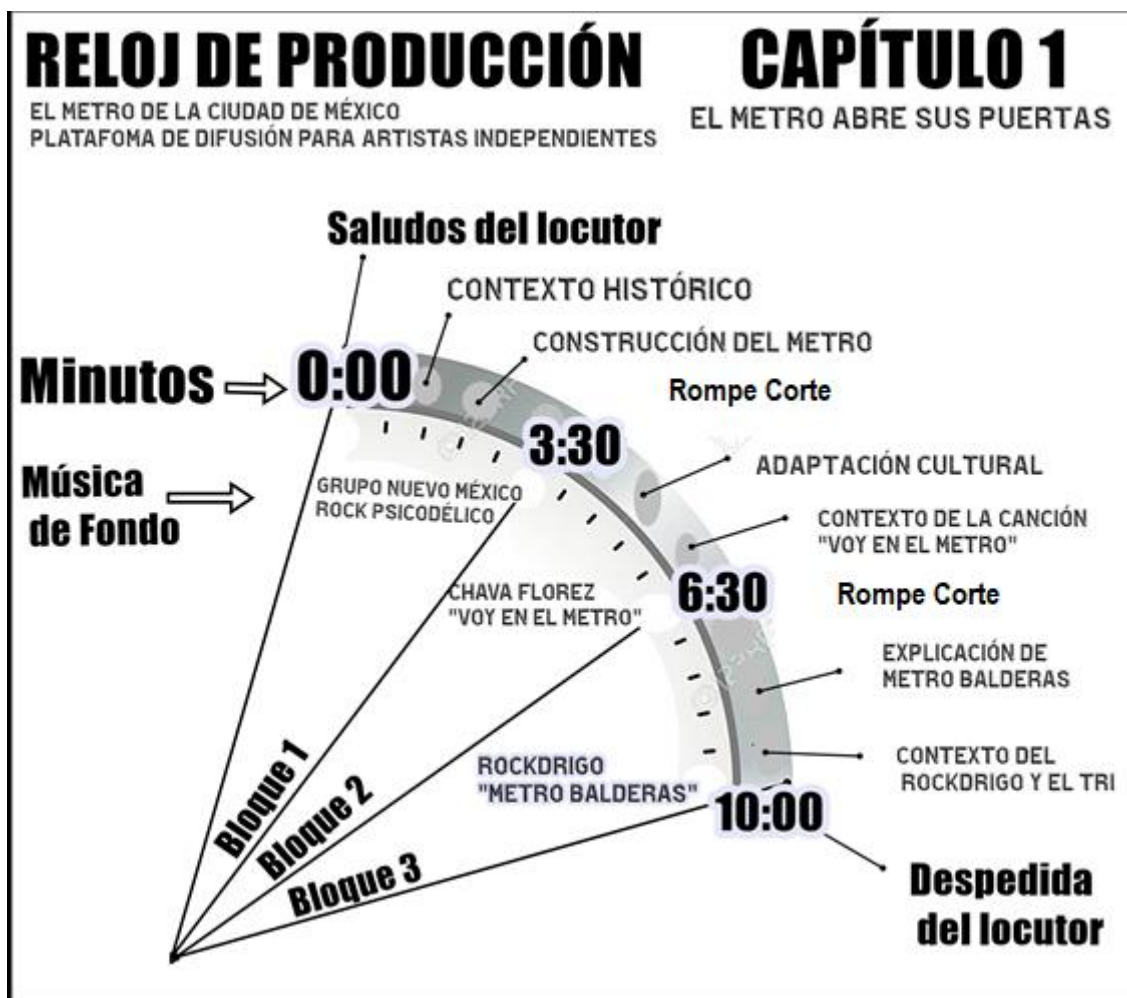 RELOJ DE PRODUCCIÓN
EL METRO DE LA CIUDAD DE MÉXICO
PLATAFOMA DE DIFUSIÓN PARA ARTISTAS INDEPENDIENTES
CAPÍTULO 1
EL METRO ABRE SUS PUERTAS
Saludos del locutor
CONTEXTO HISTÓRICO
CONSTRUCCIÓN DEL METRO
Minutos
0:00
Rompe Corte
3:30
ADAPTACIÓN CULTURAL
Música
de Fondo
GRUPO NUEVO MÉXICO
ROCK PSICODÉLICO
CONTEXTO DE LA CANCIÓN
"VOY EN EL METRO"
CHAVA FLOREZ
"VOY EN EL METRO"
6:30
Rompe Corte
EXPLICACIÓN DE
METRO BALDERAS
Bloque 1
Bloque 2
Bloque 3
ROCKDRIGO
"METRO BALDERAS"
CONTEXTO DEL
ROCKDRIGO Y EL TRI
10:00
Despedida
del locutor